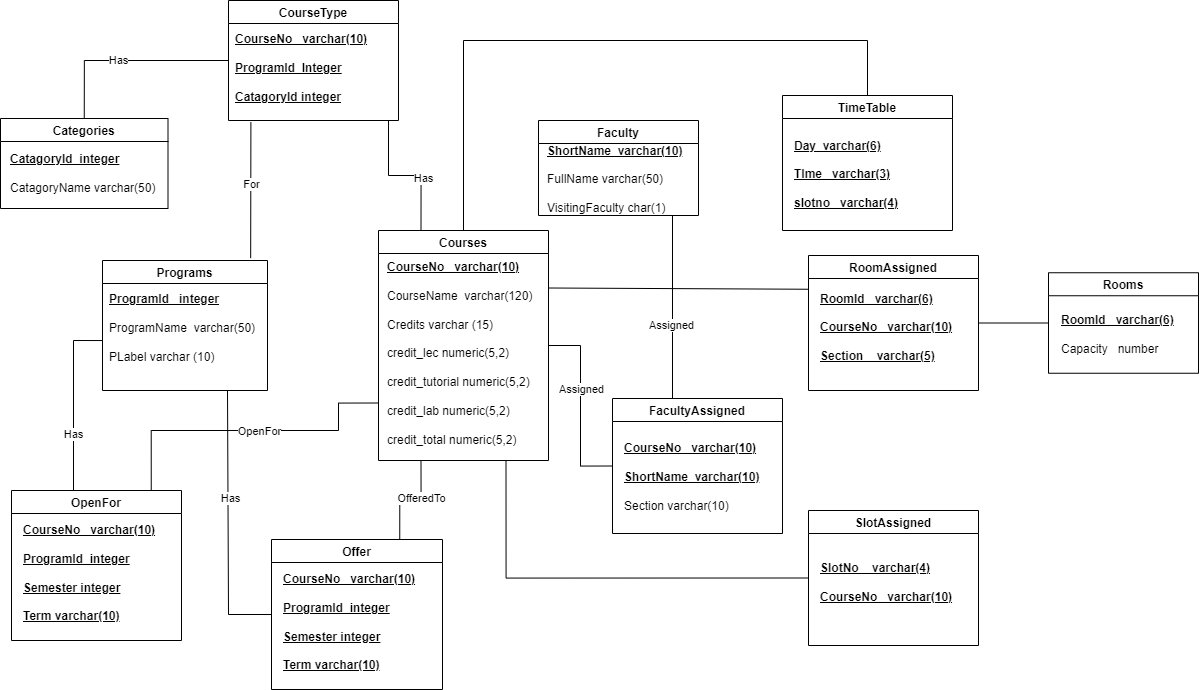 CourseType
CourseNo varchar(10)
ProgramId Integer
CatagoryId integer
Has
Categories
CatagoryId integer
CatagoryName varchar(50)
For
Has
Faculty
ShortName varchar(10)
FullName varchar(50)
VisitingFaculty char(1)
TimeTable
Day varchar(6)
TIme varchar(3)
slotno varchar(4)
Programs
ProgramId integer
ProgramName varchar(50)
PLabel varchar (10)
Courses
CourseNo varchar(10)
CourseName varchar(120)
Credits varchar (15)
credit_lec numeric(5,2)
credit_tutorial numeric(5,2)
credit_lab numeric(5,2)
credit_total numeric(5,2)
Assigned
RoomAssigned
RoomId varchar(6)
CourseNo varchar(10)
Section varchar(5)
Rooms
RoomId varchar(6)
Capacity number
Assigned
FacultyAssigned
CourseNo varchar(10)
ShortName varchar(10)
Section varchar(10)
Has
OpenFor
Has
OfferedTo
OpenFor
CourseNo varchar(10)
ProgramId integer
Semester integer
Term varchar(10)
Offer
CourseNo varchar(10)
ProgramId integer
Semester integer
Term varchar(10)
SlotAssigned
SlotNo varchar(4)
CourseNo varchar(10)